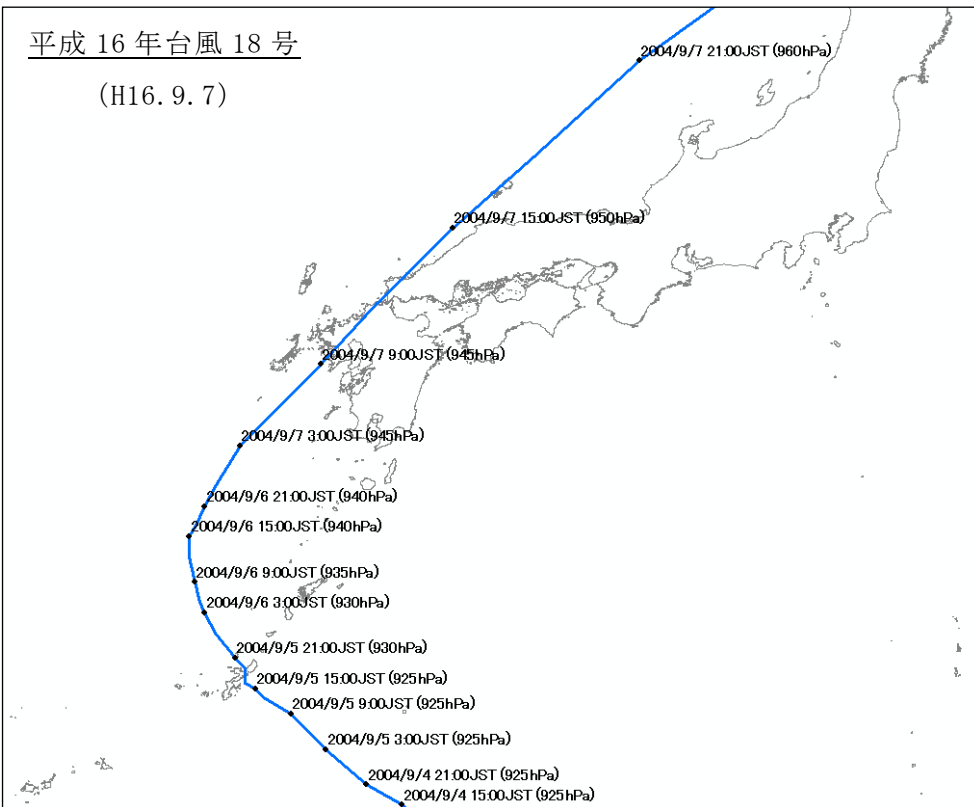 平成 16 年台風 18 号
(H16.9.7)
2004/9/7 21:00JST (960hPa)
2004/9/7 15:00JST (950hPa)
2004/9/7 9:00JST (945hPa)
2004/9/7 3:00JST (945hPa)
2004/9/6 21:00JST (940hPa)
2004/9/6 15:00JST (940hPa)
2004/9/6 9:00JST (935hPa)
2004/9/6 3:00JST (930hPa)
2004/9/5 21:00JST (930hPa)
2004/9/5 15:00JST (925hPa)
2004/9/5 9:00JST (925hPa)
2004/9/5 3:00JST (925hPa)
2004/9/4 21:00JST (925hPa)
2004/9/4 15:00JST (925hPa)